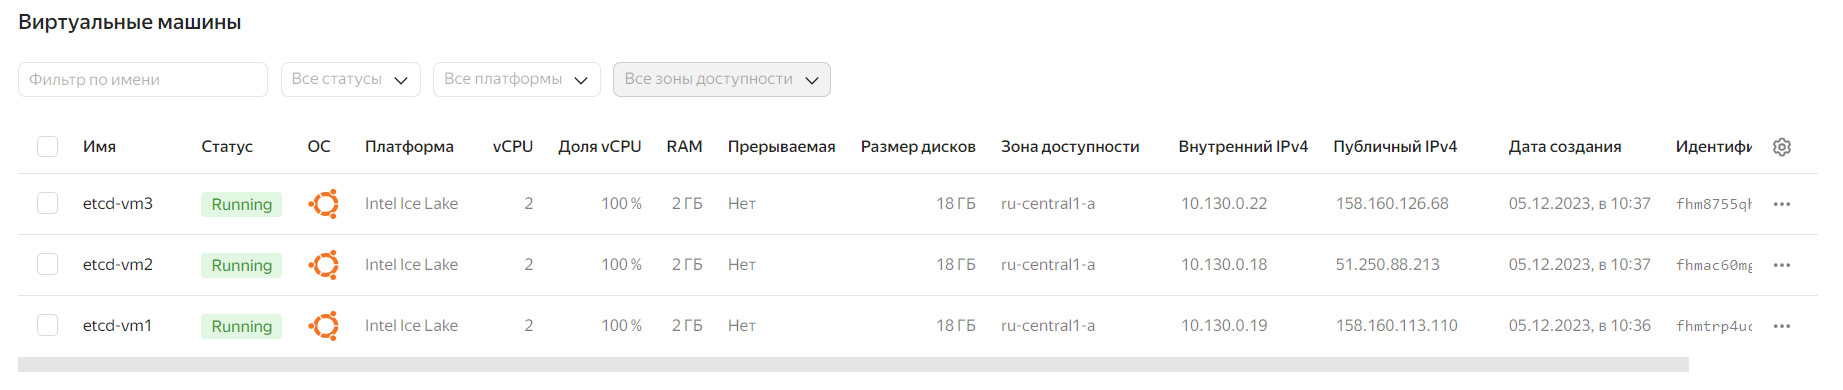 Виртуальные машины
Фильтр по имени Все статусы Все платформы Все зоны доступности
Имя Статус ОС Платформа vCPU Доля vCPU RAM Прерываемая Размер дисков Зона доступности Внутренний IPv4 Публичный IPv4 Дата создания Идентифи
etcd-vm3 Running Intel Ice Lake 2 100 % 2 ГБ Нет 18 ГБ ru-central1-a 10.130.0.22 158.160.126.68 05.12.2023, в 10:37 fhm8755qh
etcd-vm2 Running Intel Ice Lake 2 100 % 2 ГБ Нет 18 ГБ ru-central1-a 10.130.0.18 51.250.88.213 05.12.2023, в 10:37 fhmac60mg
etcd-vm1 Running Intel Ice Lake 2 100 % 2 ГБ Нет 18 ГБ ru-central1-a 10.130.0.19 158.160.113.110 05.12.2023, в 10:36 fhmtrp4uc